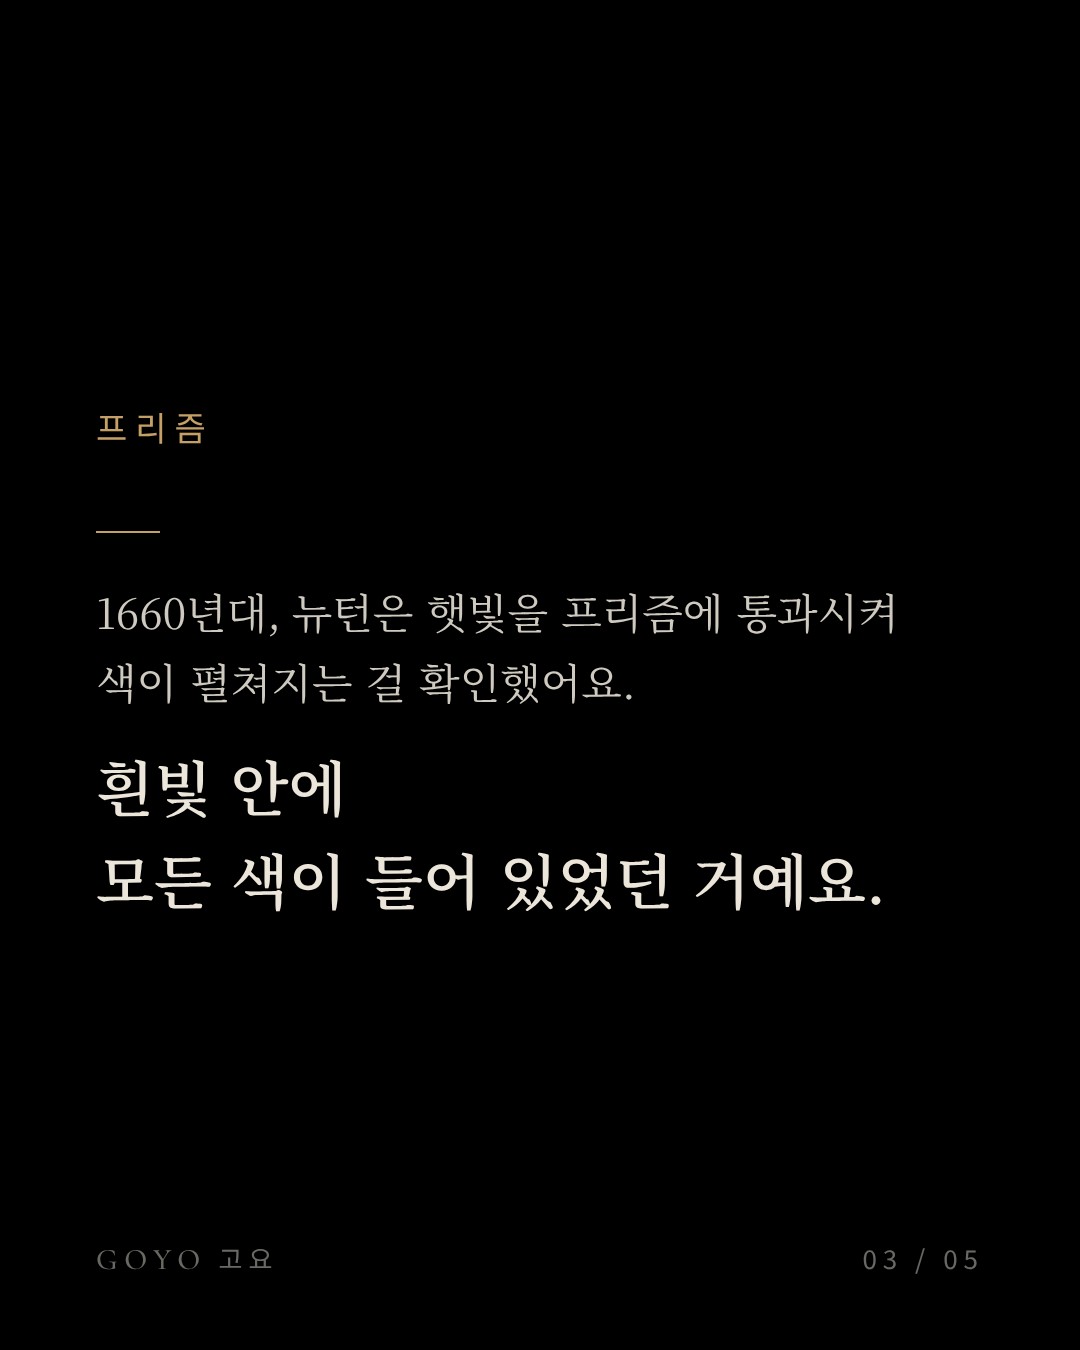 프리즘
1660년대, 뉴턴은 햇빛을 프리즘에 통과시켜
색이 펼쳐지는 걸 확인했어요.
흰빛 안에
모든 색이 들어 있었던 거예요.
GOYO 고요
03 / 05